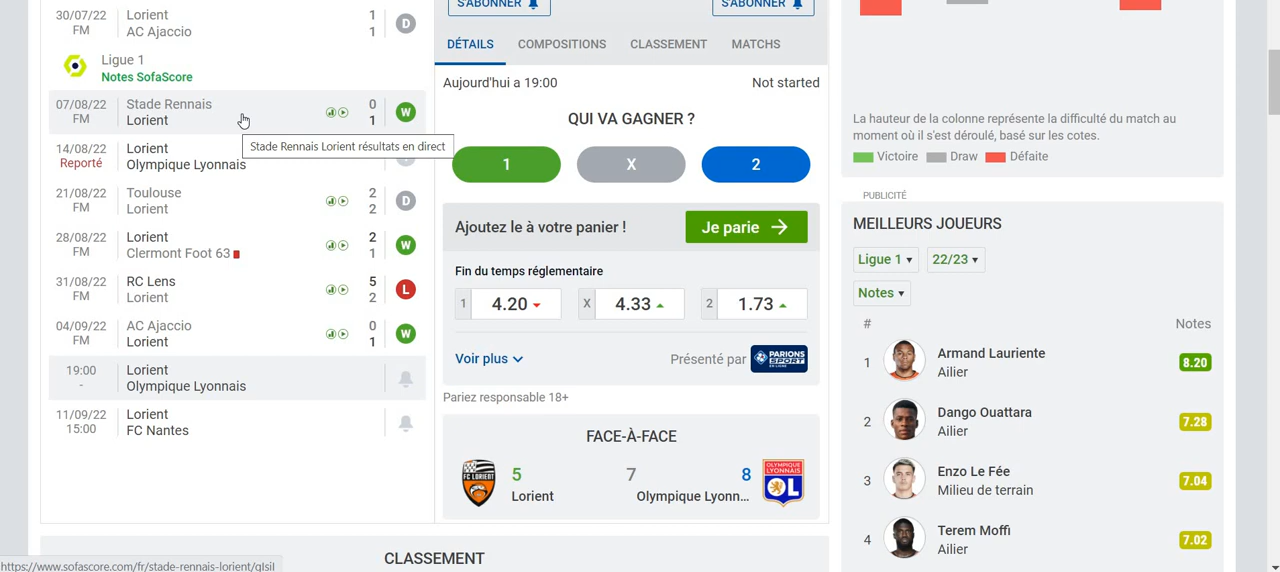 30/07/22 Lorient 1
FM AC Ajaccio 1 D
Ligue 1
Notes SofaScore
07/08/22 Stade Rennais 0
FM Lorient 1 W
Stade Rennais Lorient résultats en direct
14/08/22 Lorient
Reporté Olympique Lyonnais
21/08/22 Toulouse 2
FM Lorient 2 D
28/08/22 Lorient 2
FM Clermont Foot 63 1 W
31/08/22 RC Lens 5
FM Lorient 2 L
04/09/22 AC Ajaccio 0
FM Lorient 1 W
19:00 Lorient
- Olympique Lyonnais
11/09/22 Lorient
15:00 FC Nantes
S'ABONNER S'ABONNER
DÉTAILS COMPOSITIONS CLASSEMENT MATCHS
Aujourd'hui a 19:00 Not started
QUI VA GAGNER ?
1 X 2
Ajoutez le à votre panier ! Je parie
Fin du temps réglementaire
1 4.20 X 4.33 2 1.73
Voir plus Présenté par PARIONS SPORT EN LIGNE
Pariez responsable 18+
FACE-À-FACE
FC LORIENT 5 7 8 OLYMPIQUE LYONNAIS OL
Lorient Olympique Lyonn...
CLASSEMENT
La hauteur de la colonne représente la difficulté du match au
moment où il s'est déroulé, basé sur les cotes.
Victoire Draw Défaite
PUBLICITÉ
MEILLEURS JOUEURS
Ligue 1 22/23
Notes
# Notes
1 Armand Lauriente 8.20
Ailier
2 Dango Ouattara 7.28
Ailier
3 Enzo Le Fée 7.04
Milieu de terrain
4 Terem Moffi 7.02
Ailier
https://www.sofascore.com/fr/stade-rennais-lorient/